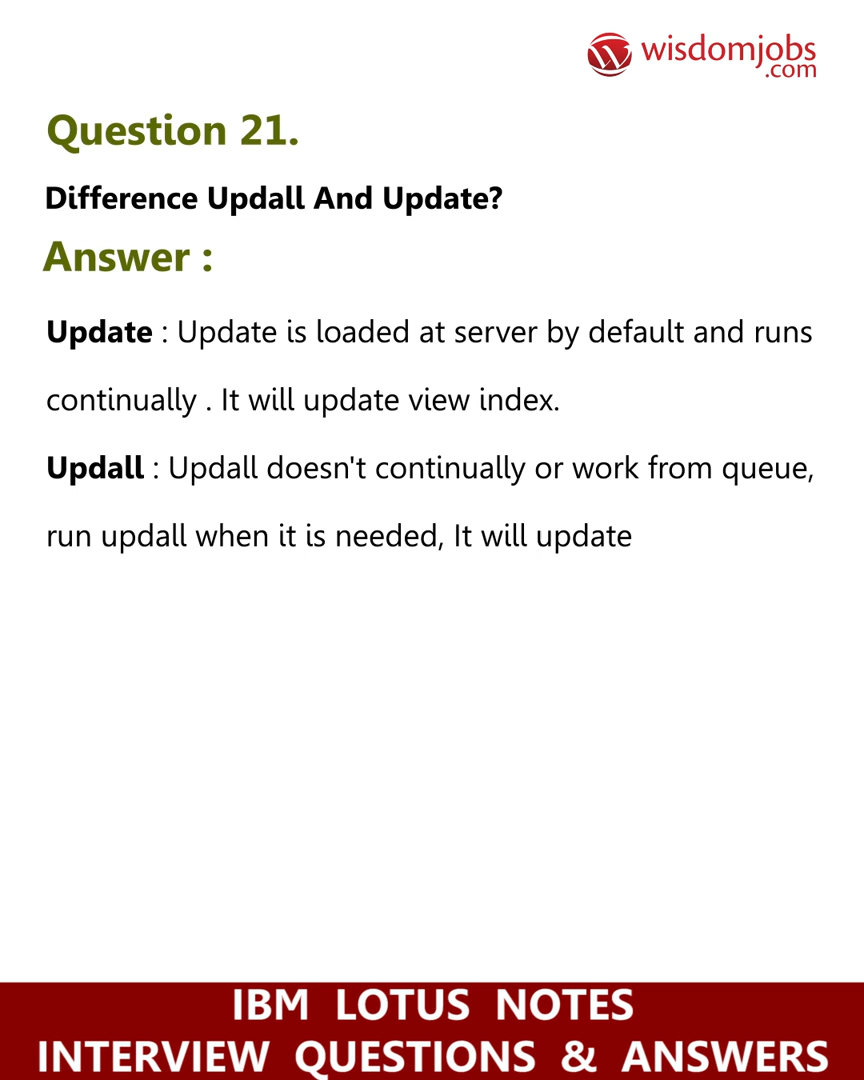 wisdomjobs
.com
Question 21.
Difference Updall And Update?
Answer :
Update : Update is loaded at server by default and runs
continually . It will update view index.
Updall : Updall doesn't continually or work from queue,
run updall when it is needed, It will update
IBM LOTUS NOTES
INTERVIEW QUESTIONS & ANSWERS